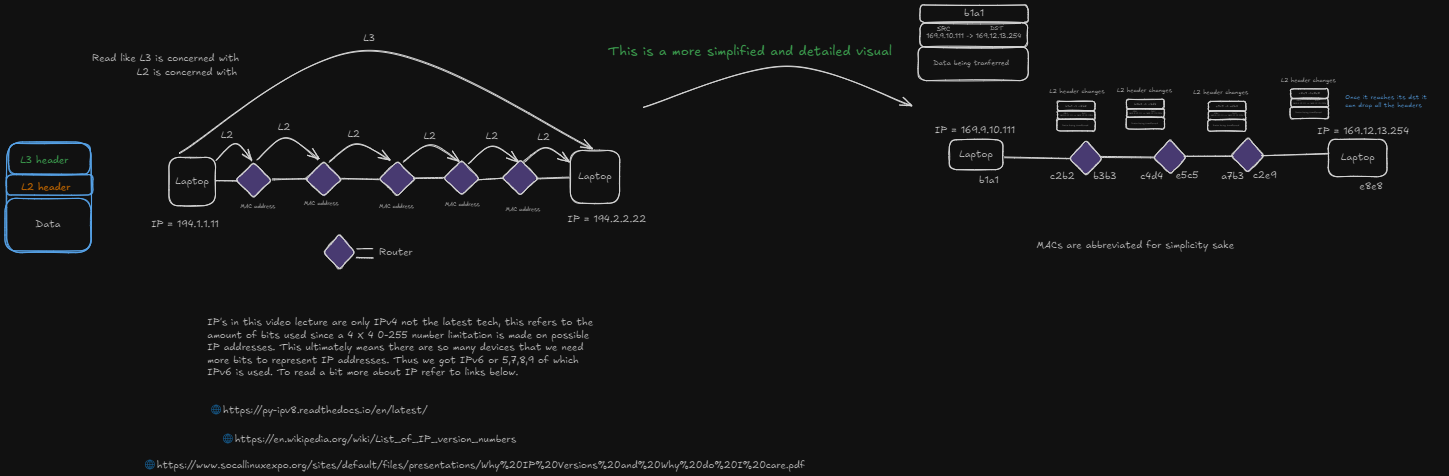 Read like L3 is concerned with
L2 is concerned with
L3
L2
L2
L2
L2
L2
L2
L3 header
L2 header
Data
Laptop
Laptop
MAC address
MAC address
MAC address
MAC address
MAC address
IP = 194.1.1.11
IP = 194.2.2.22
Router
This is a more simplified and detailed visual
b1a1
SRC DST
169.9.10.111 -> 169.12.13.254
Data being tranferred
L2 header changes
L2 header changes
L2 header changes
L2 header changes
Once it reaches its dst it
can drop all the headers
IP = 169.9.10.111
IP = 169.12.13.254
Laptop
Laptop
b1a1
c2b2
b3b3
c4d4
e5c5
a7b3
c2e9
e8e8
MACs are abbreviated for simplicity sake
IP's in this video lecture are only IPv4 not the latest tech, this refers to the
amount of bits used since a 4 x 4 0-255 number limitation is made on possible
IP addresses. This ultimately means there are so many devices that we need
more bits to represent IP addresses. Thus we got IPv6 or 5,7,8,9 of which
IPv6 is used. To read a bit more about IP refer to links below.
https://py-ipv8.readthedocs.io/en/latest/
https://en.wikipedia.org/wiki/List_of_IP_version_numbers
https://www.socallinuxexpo.org/sites/default/files/presentations/Why%20IP%20Versions%20and%20Why%20do%20I%20care.pdf